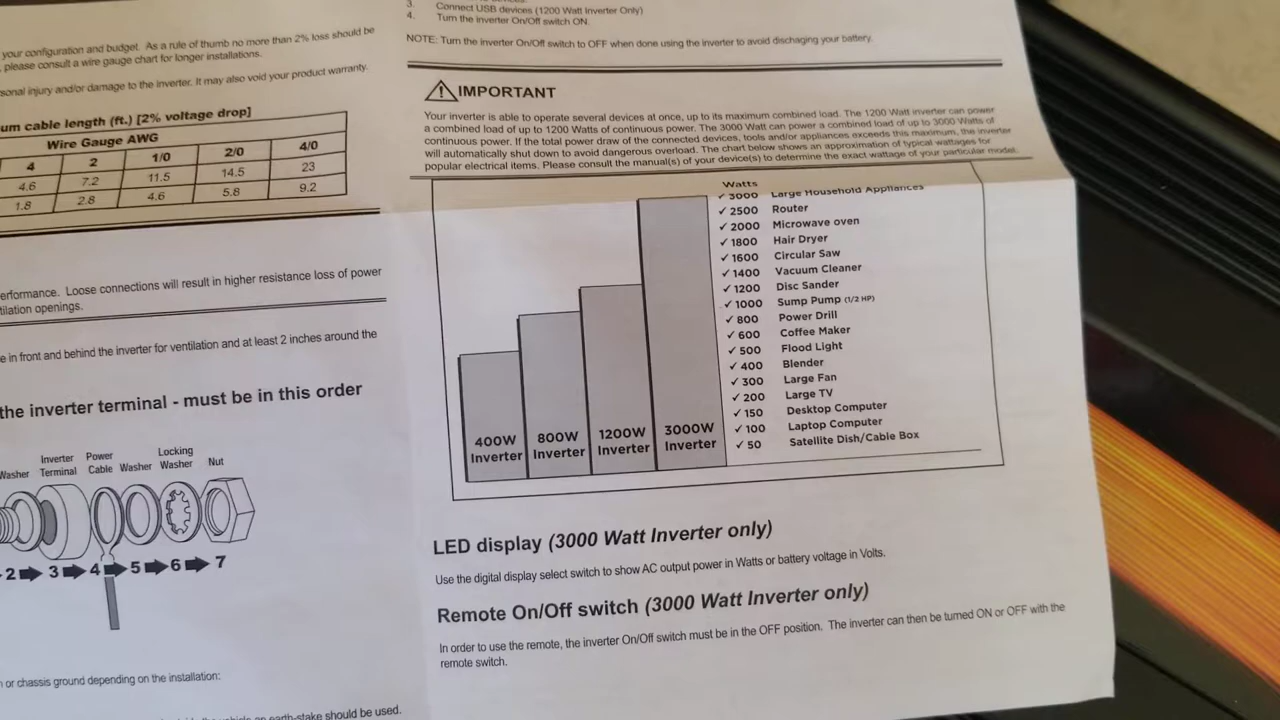 your configuration and budget. As a rule of thumb no more than 2% loss should be
please consult a wire gauge chart for longer installations.
sonal injury and/or damage to the inverter. It may also void your product warranty.
um cable length (ft.) [2% voltage drop]
Wire Gauge AWG
4 2 1/0 2/0 4/0
4.6 7.2 11.5 14.5 23
1.8 2.8 4.6 5.8 9.2
erformance. Loose connections will result in higher resistance loss of power
tilation openings.
e in front and behind the inverter for ventilation and at least 2 inches around the
the inverter terminal - must be in this order
Washer Inverter Terminal Power Cable Washer Locking Washer Nut
2 3 4 5 6 7
or chassis ground depending on the installation:
earth-stake should be used.
3. Connect USB devices (1200 Watt Inverter Only)
4. Turn the inverter On/Off switch ON.
NOTE: Turn the inverter On/Off switch to OFF when done using the inverter to avoid dischaging your battery.
IMPORTANT
Your inverter is able to operate several devices at once, up to its maximum combined load. The 1200 Watt inverter can power
a combined load of up to 1200 Watts of continuous power. The 3000 Watt can power a combined load of up to 3000 Watts of
continuous power. If the total power draw of the connected devices, tools and/or appliances exceeds this maximum, the inverter
will automatically shut down to avoid dangerous overload. The chart below shows an approximation of typical wattages for
popular electrical items. Please consult the manual(s) of your device(s) to determine the exact wattage of your particular model.
Watts
✓ 3000 Large Household Appliances
✓ 2500 Router
✓ 2000 Microwave oven
✓ 1800 Hair Dryer
✓ 1600 Circular Saw
✓ 1400 Vacuum Cleaner
✓ 1200 Disc Sander
✓ 1000 Sump Pump (1/2 HP)
✓ 800 Power Drill
✓ 600 Coffee Maker
✓ 500 Flood Light
✓ 400 Blender
✓ 300 Large Fan
✓ 200 Large TV
✓ 150 Desktop Computer
✓ 100 Laptop Computer
✓ 50 Satellite Dish/Cable Box
400W Inverter
800W Inverter
1200W Inverter
3000W Inverter
LED display (3000 Watt Inverter only)
Use the digital display select switch to show AC output power in Watts or battery voltage in Volts.
Remote On/Off switch (3000 Watt Inverter only)
In order to use the remote, the inverter On/Off switch must be in the OFF position. The inverter can then be turned ON or OFF with the
remote switch.